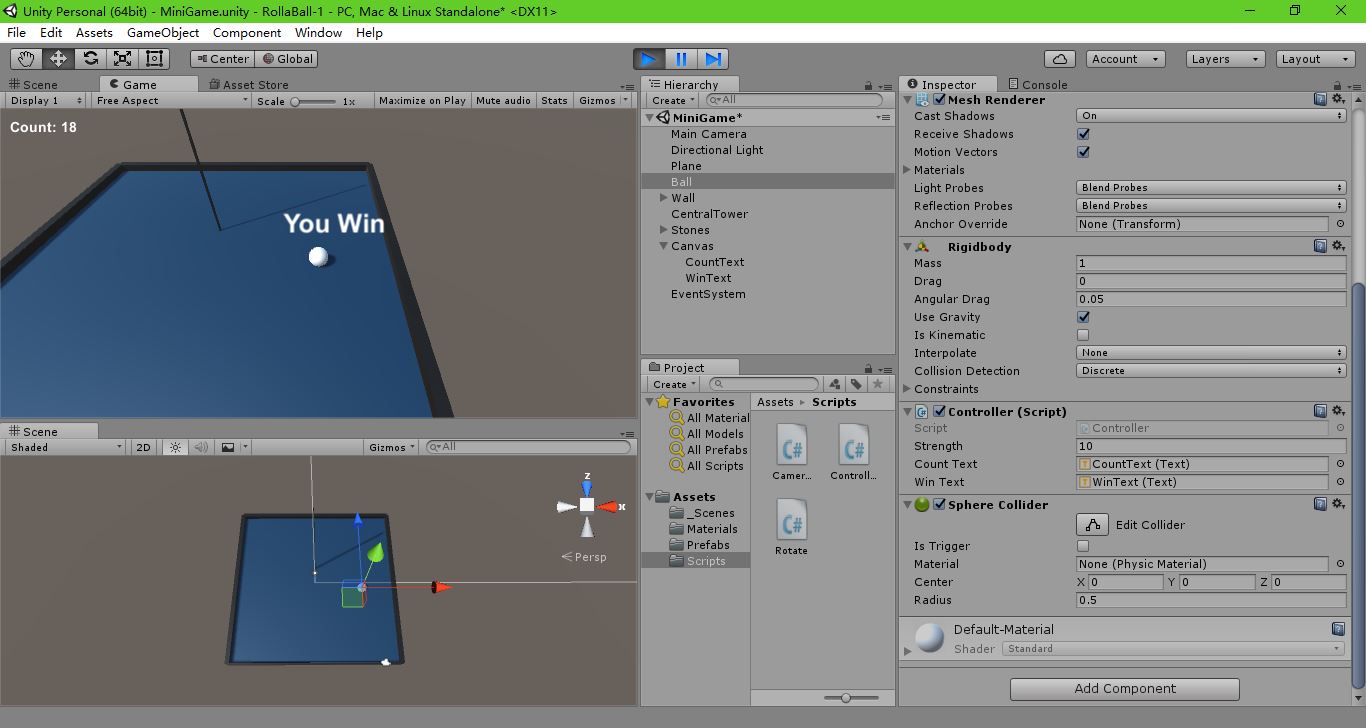 Unity Personal (64bit) - MiniGame.unity - RollaBall-1 - PC, Mac & Linux Standalone* <DX11>
File Edit Assets GameObject Component Window Help
Center Global Account Layers Layout
Scene Game Asset Store
Display 1 Free Aspect Scale 1x Maximize on Play Mute audio Stats Gizmos
Count: 18
You Win
Scene
Shaded 2D Gizmos All
z
x
Persp
Hierarchy
Create All
MiniGame*
Main Camera
Directional Light
Plane
Ball
Wall
CentralTower
Stones
Canvas
CountText
WinText
EventSystem
Project
Create
Favorites
All Material
All Models
All Prefabs
All Scripts
Assets
_Scenes
Materials
Prefabs
Scripts
Assets Scripts
C# C#
Camer... Controll...
C#
Rotate
Inspector Console
Mesh Renderer
Cast Shadows On
Receive Shadows
Motion Vectors
Materials
Light Probes Blend Probes
Reflection Probes Blend Probes
Anchor Override None (Transform)
Rigidbody
Mass 1
Drag 0
Angular Drag 0.05
Use Gravity
Is Kinematic
Interpolate None
Collision Detection Discrete
Constraints
Controller (Script)
Script Controller
Strength 10
Count Text CountText (Text)
Win Text WinText (Text)
Sphere Collider
Edit Collider
Is Trigger
Material None (Physic Material)
Center X 0 Y 0 Z 0
Radius 0.5
Default-Material
Shader Standard
Add Component